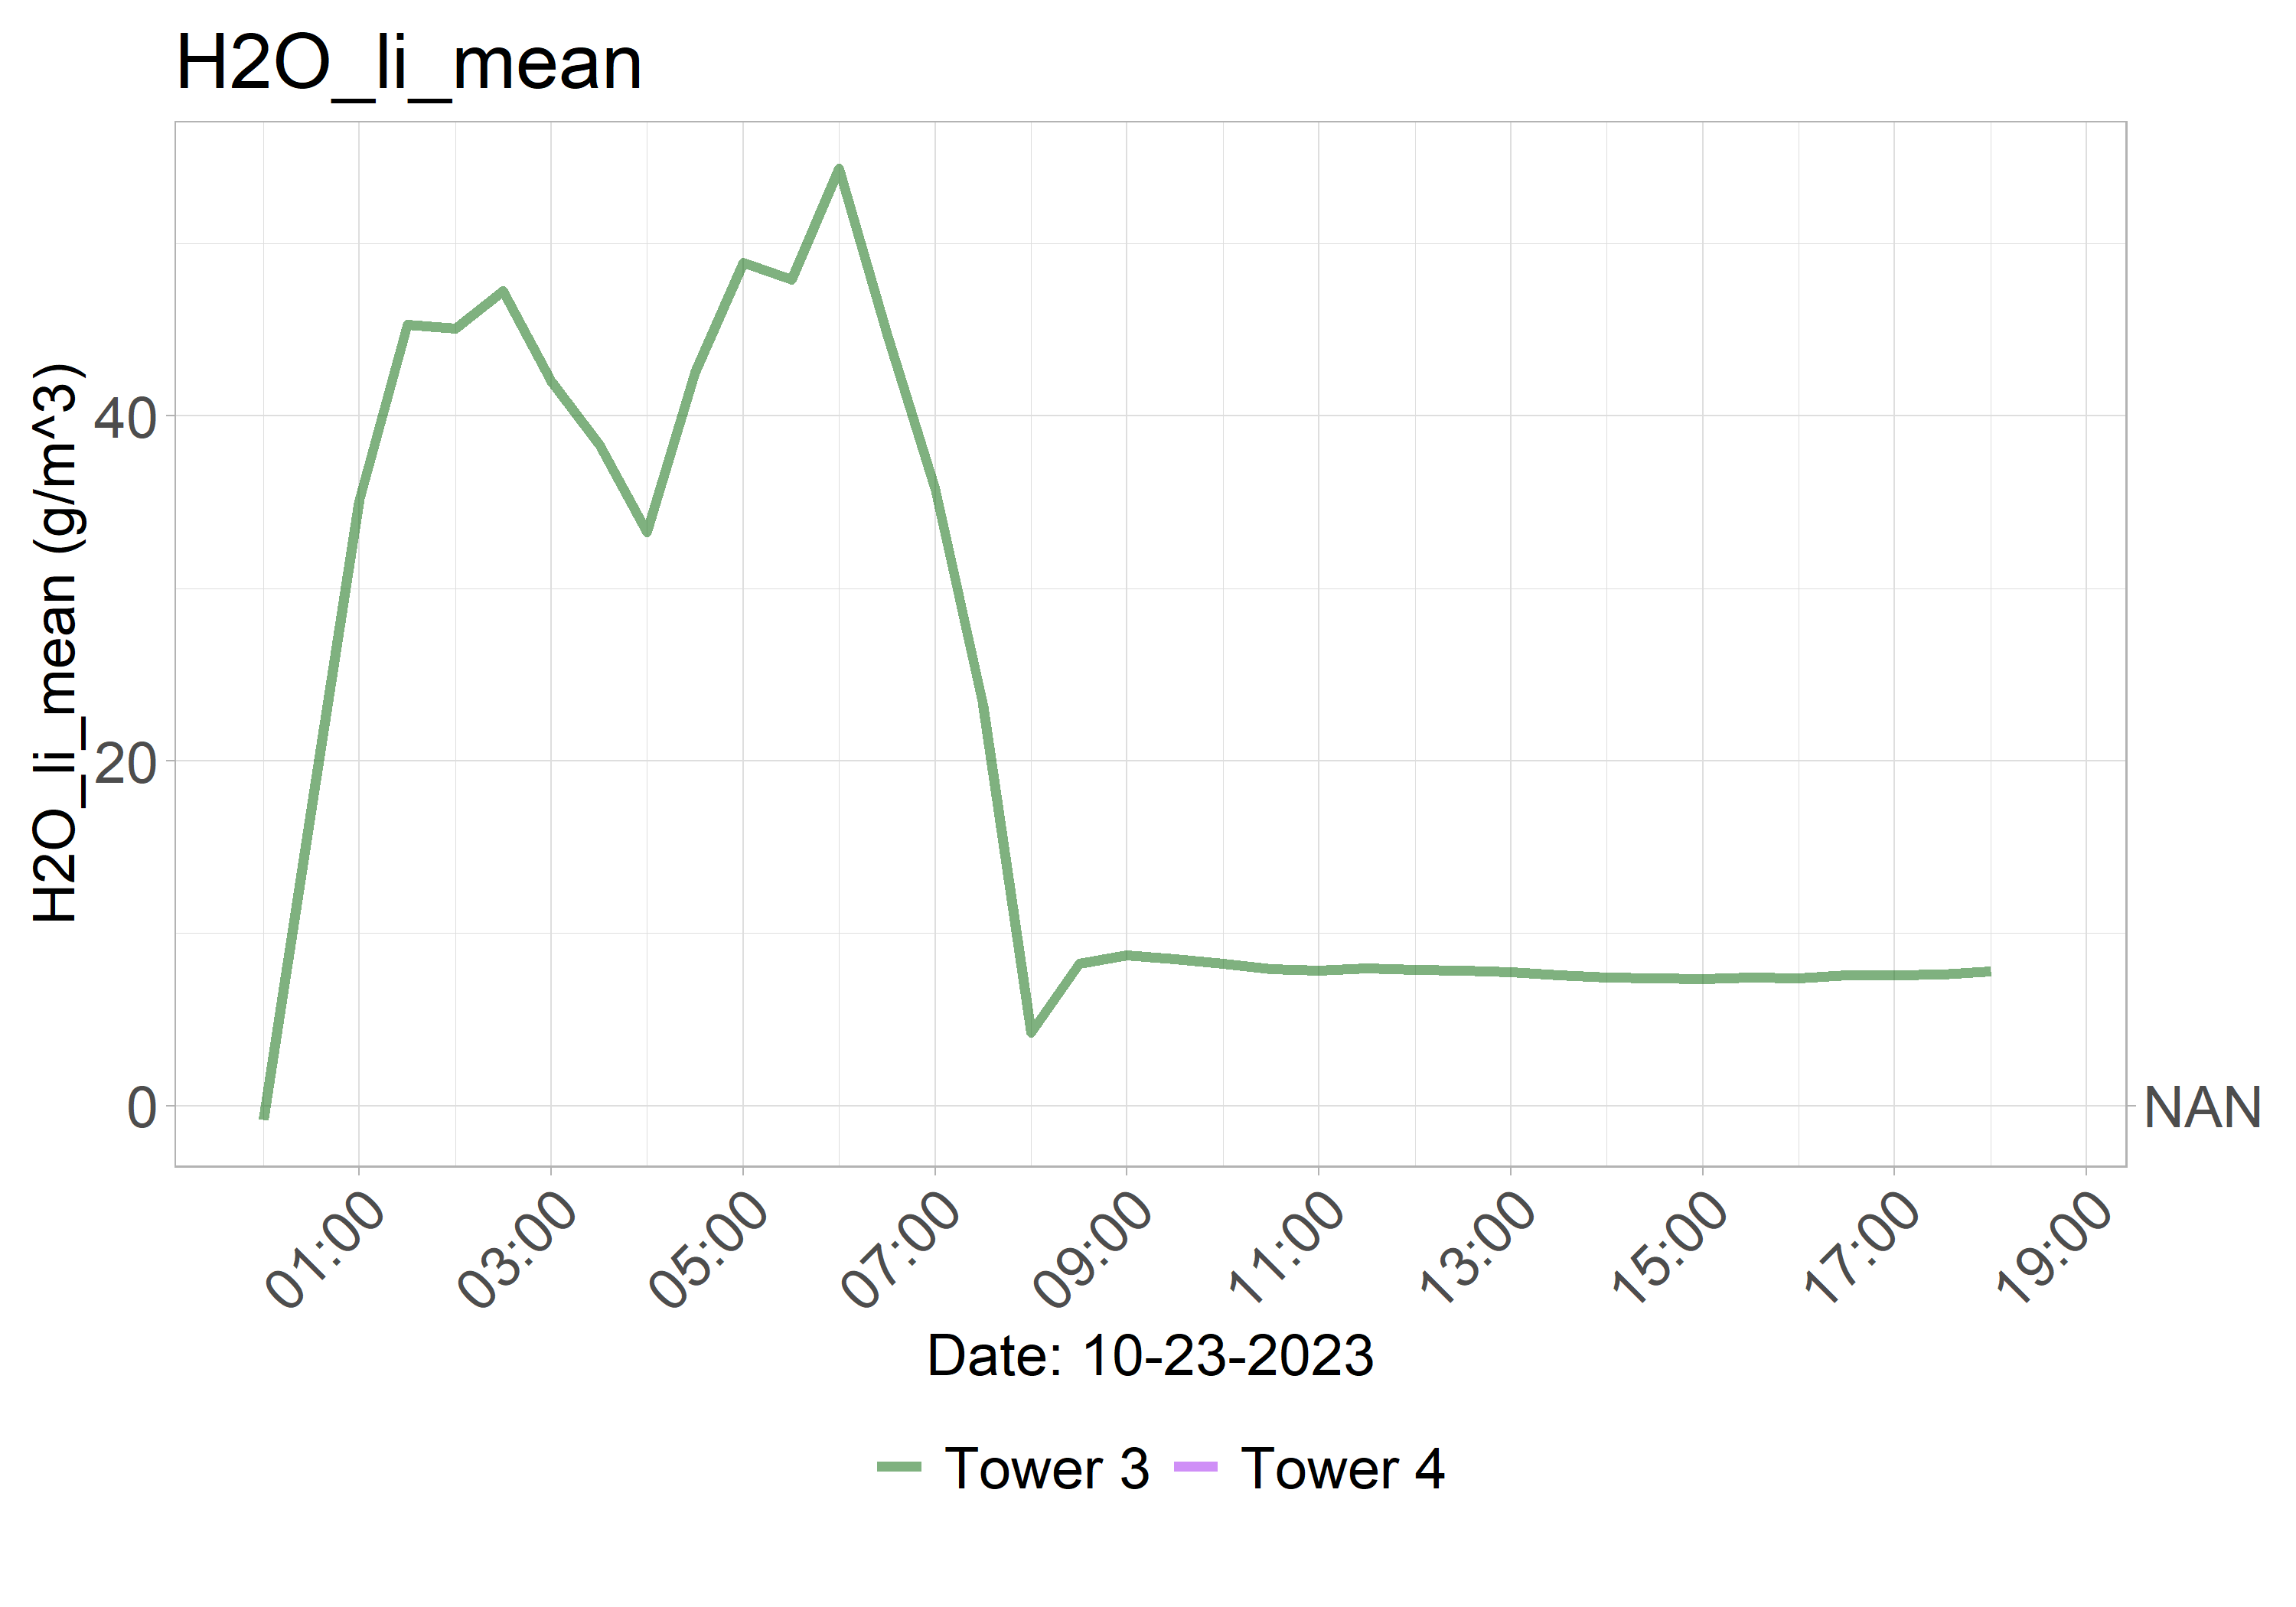 H2O_li_mean
H2O_li_mean (g/m^3)
40
20
0
NAN
01:00
03:00
05:00
07:00
09:00
11:00
13:00
15:00
17:00
19:00
Date: 10-23-2023
Tower 3
Tower 4